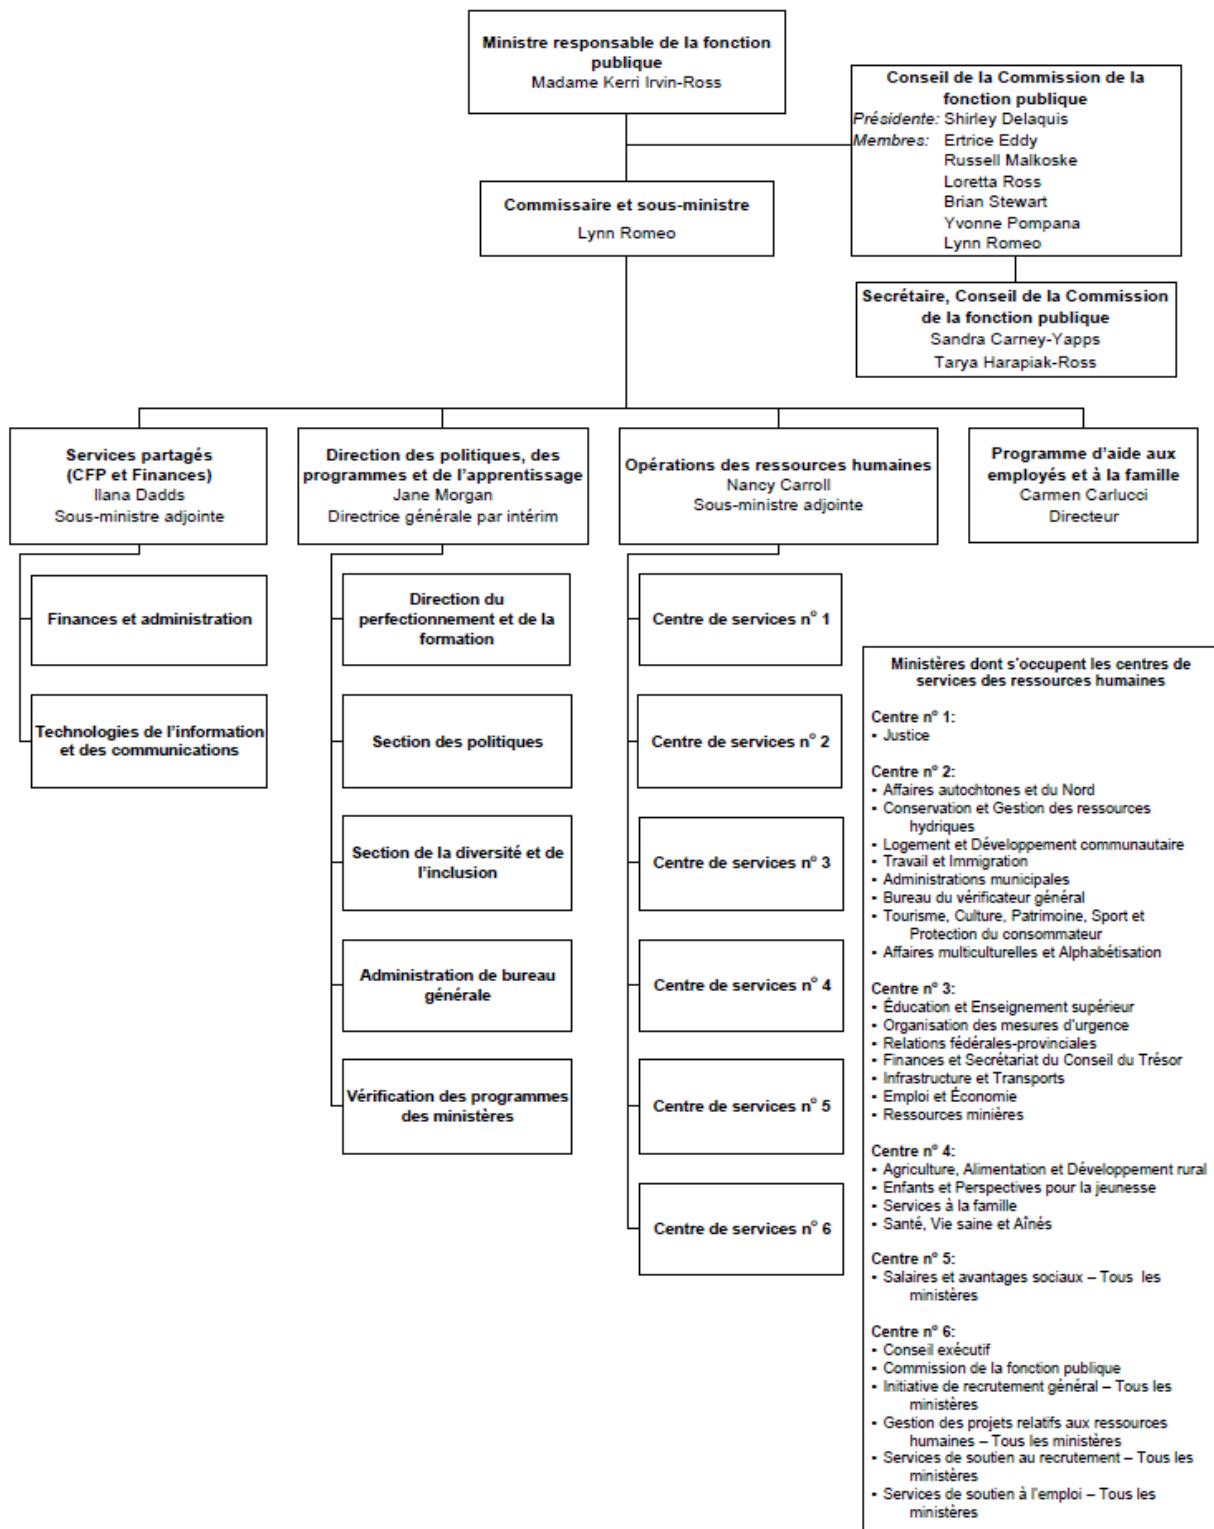 Ministre responsable de la fonction
publique
Madame Kerri Irvin-Ross
Conseil de la Commission de la
fonction publique
Présidente: Shirley Delaquis
Membres: Ertrice Eddy
Russell Malkoske
Loretta Ross
Brian Stewart
Yvonne Pompana
Lynn Romeo
Commissaire et sous-ministre
Lynn Romeo
Secrétaire, Conseil de la Commission
de la fonction publique
Sandra Carney-Yapps
Tarya Harapiak-Ross
Services partagés
(CFP et Finances)
Ilana Dadds
Sous-ministre adjointe
Direction des politiques, des
programmes et de l'apprentissage
Jane Morgan
Directrice générale par intérim
Opérations des ressources humaines
Nancy Carroll
Sous-ministre adjointe
Programme d'aide aux
employés et à la famille
Carmen Carlucci
Directeur
Finances et administration
Technologies de l'information
et des communications
Direction du
perfectionnement et de la
formation
Section des politiques
Section de la diversité et de
l'inclusion
Administration de bureau
générale
Vérification des programmes
des ministères
Centre de services n° 1
Centre de services n° 2
Centre de services n° 3
Centre de services n° 4
Centre de services n° 5
Centre de services n° 6
Ministères dont s'occupent les centres de
services des ressources humaines
Centre n° 1:
▪ Justice
Centre n° 2:
▪ Affaires autochtones et du Nord
▪ Conservation et Gestion des ressources
hydriques
▪ Logement et Développement communautaire
▪ Travail et Immigration
▪ Administrations municipales
▪ Bureau du vérificateur général
▪ Tourisme, Culture, Patrimoine, Sport et
Protection du consommateur
▪ Affaires multiculturelles et Alphabétisation
Centre n° 3:
▪ Éducation et Enseignement supérieur
▪ Organisation des mesures d'urgence
▪ Relations fédérales-provinciales
▪ Finances et Secrétariat du Conseil du Trésor
▪ Infrastructure et Transports
▪ Emploi et Économie
▪ Ressources minières
Centre n° 4:
▪ Agriculture, Alimentation et Développement rural
▪ Enfants et Perspectives pour la jeunesse
▪ Services à la famille
▪ Santé, Vie saine et Aînés
Centre n° 5:
▪ Salaires et avantages sociaux – Tous les
ministères
Centre n° 6:
▪ Conseil exécutif
▪ Commission de la fonction publique
▪ Initiative de recrutement général – Tous les
ministères
▪ Gestion des projets relatifs aux ressources
humaines – Tous les ministères
▪ Services de soutien au recrutement – Tous les
ministères
▪ Services de soutien à l'emploi – Tous les
ministères